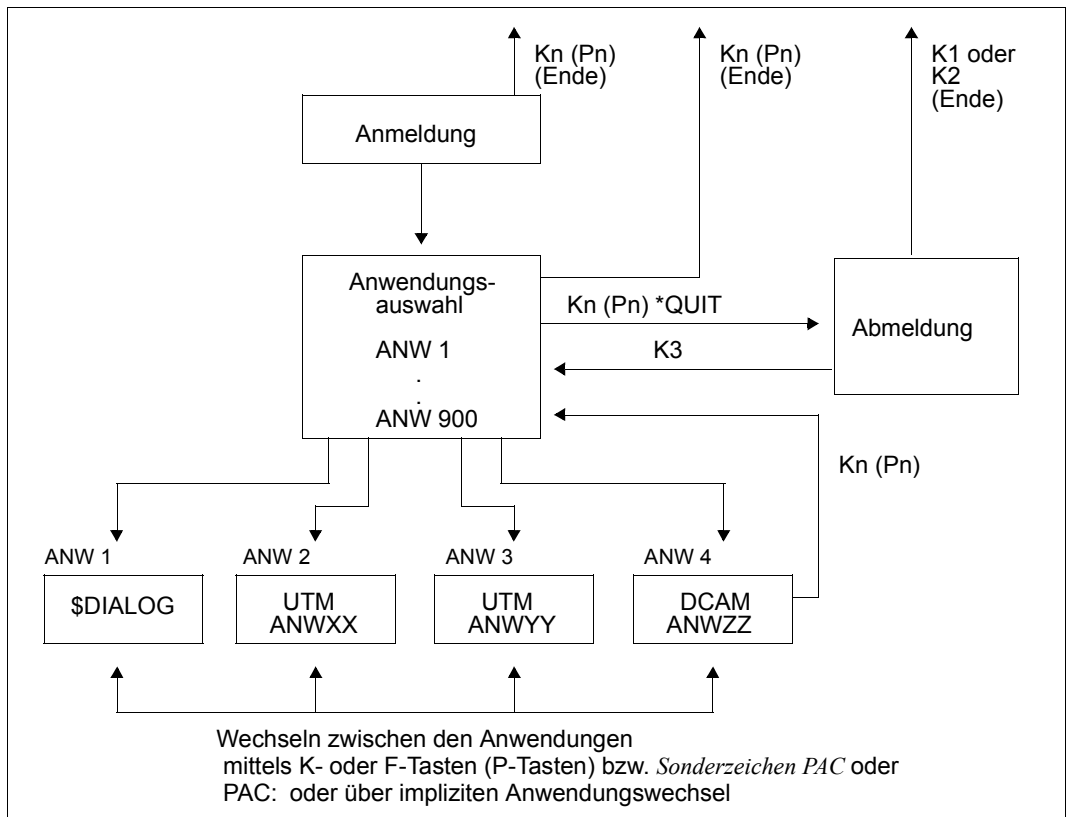 Kn (Pn)
(Ende)
Kn (Pn)
(Ende)
K1 oder
K2
(Ende)
Anmeldung
Anwendungs-
auswahl
ANW 1
.
.
ANW 900
Kn (Pn) *QUIT
K3
Abmeldung
Kn (Pn)
ANW 1
$DIALOG
ANW 2
UTM
ANWXX
ANW 3
UTM
ANWYY
ANW 4
DCAM
ANWZZ
Wechseln zwischen den Anwendungen
mittels K- oder F-Tasten (P-Tasten) bzw. Sonderzeichen PAC oder
PAC: oder über impliziten Anwendungswechsel